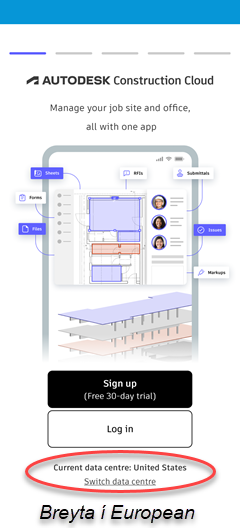 AUTODESK Construction Cloud
Manage your job site and office,
all with one app
Sheets
RFIs
Submittals
Forms
Files
Issues
Markups
Sign up
(Free 30-day trial)
Log in
Current data centre: United States
Switch data centre
Breyta í European